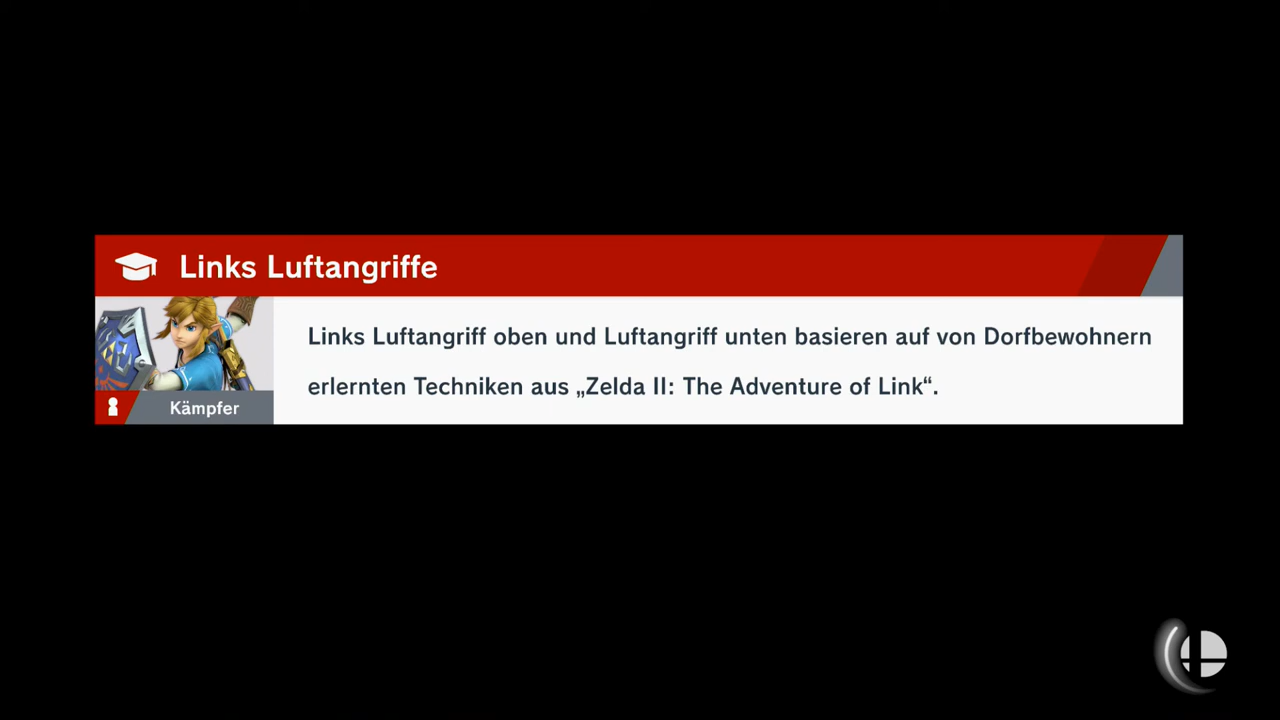 Links Luftangriffe
Links Luftangriff oben und Luftangriff unten basieren auf von Dorfbewohnern
erlernten Techniken aus „Zelda II: The Adventure of Link“.
Kämpfer